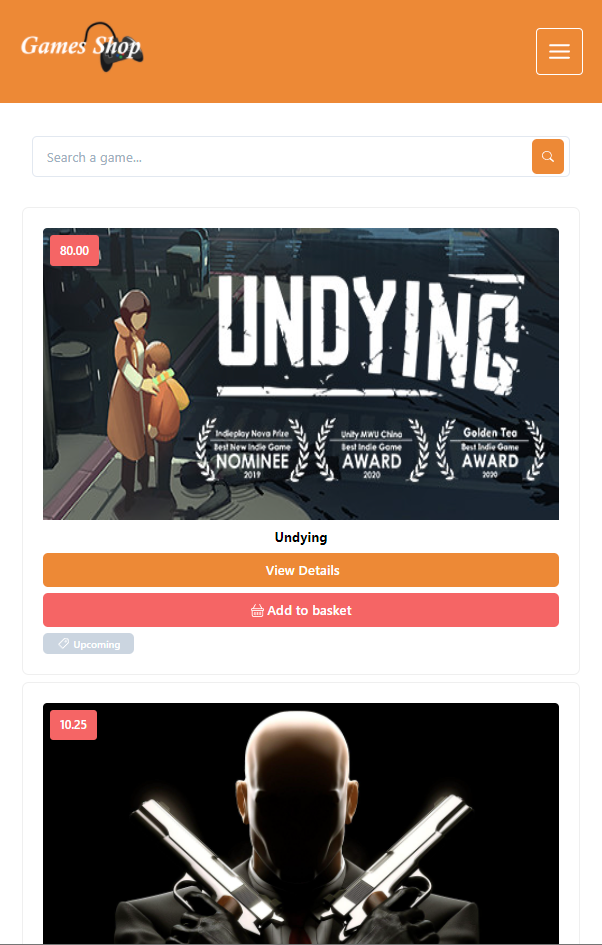 Games Shop
Search a game...
80.00
UNDYING
Indieplay Nova Prize
Best New Indie Game
NOMINEE
2019
Unity MWU China
Best Indie Game
AWARD
2020
Golden Tea
Best Indie Game
AWARD
2020
Undying
View Details
Add to basket
Upcoming
10.25